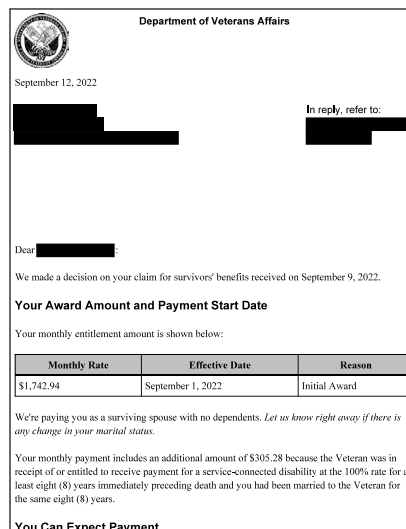 Department of Veterans Affairs
September 12, 2022
In reply, refer to:
Dear :
We made a decision on your claim for survivors' benefits received on September 9, 2022.
Your Award Amount and Payment Start Date
Your monthly entitlement amount is shown below:
Monthly Rate Effective Date Reason
$1,742.94 September 1, 2022 Initial Award
We're paying you as a surviving spouse with no dependents. Let us know right away if there is
any change in your marital status.
Your monthly payment includes an additional amount of $305.28 because the Veteran was in
receipt of or entitled to receive payment for a service-connected disability at the 100% rate for a
least eight (8) years immediately preceding death and you had been married to the Veteran for
the same eight (8) years.
You Can Expect Payment